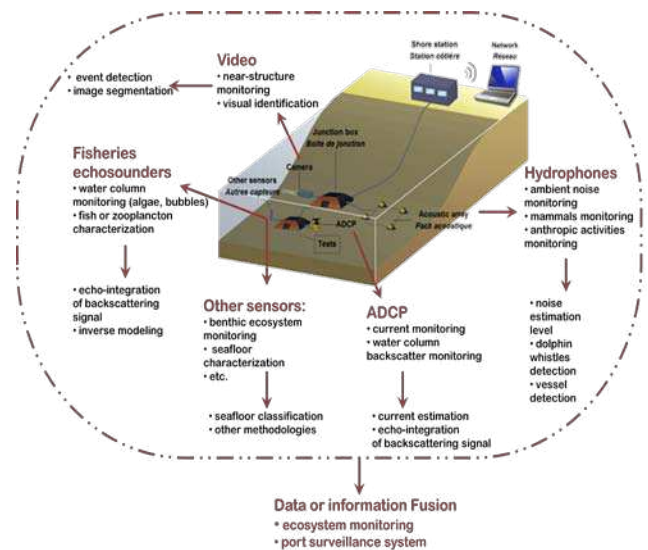 Shore station
Station côtière
Network
Réseau
Video
• near-structure
monitoring
• visual identification
• event detection
• image segmentation
Junction box
Boite de jonction
Camera
Other sensors
Autres capteurs
Fisheries
echosounders
• water column
monitoring (algae, bubbles)
• fish or zooplancton
characterization
Hydrophones
• ambient noise
monitoring
• mammals monitoring
• anthropic activities
monitoring
ADCP
Acoustic array
Tests
• echo-integration
of backscattering
signal
• inverse modeling
Other sensors:
• benthic ecosystem
monitoring
• seafloor
characterization
• etc.
ADCP
• current monitoring
• water column
backscatter monitoring
• noise
estimation
level
• dolphin
whistles
detection
• vessel
detection
• seafloor classification
• other methodologies
• current estimation
• echo-integration
of backscattering signal
Data or information Fusion
• ecosystem monitoring
• port surveillance system